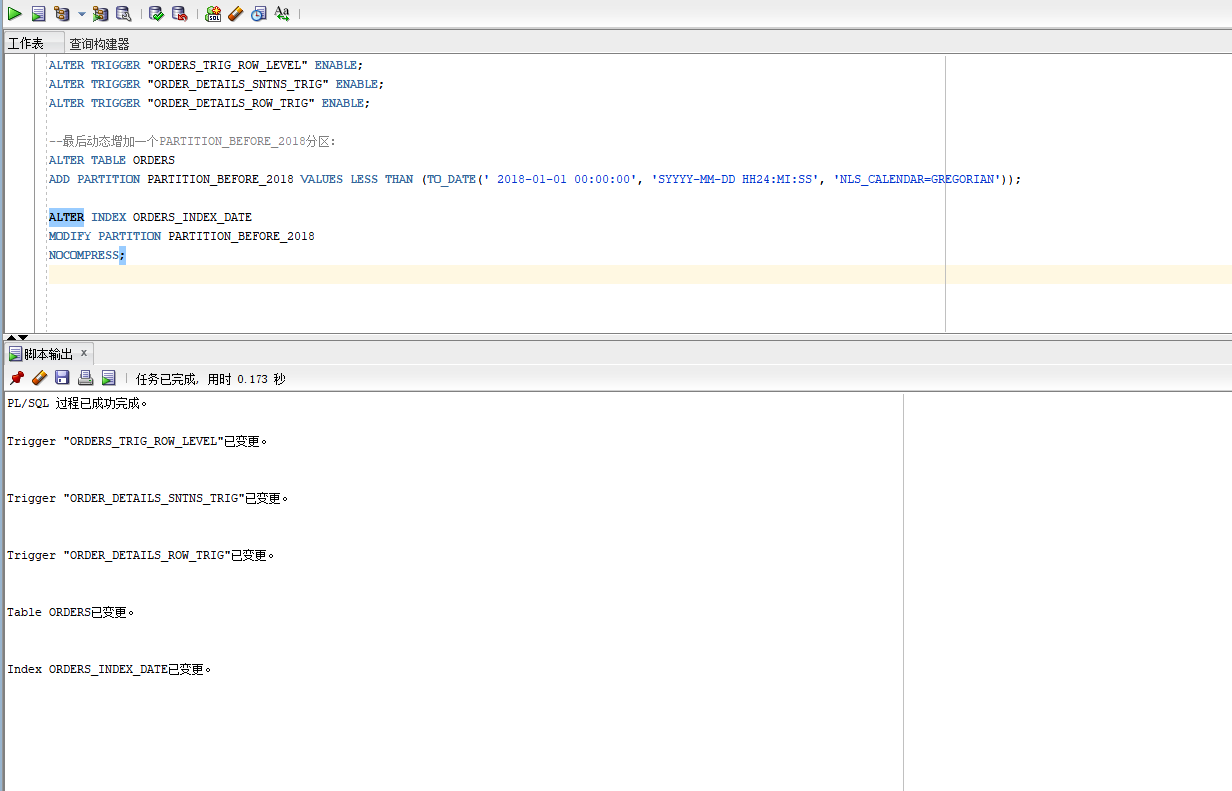 工作表 查询构建器
ALTER TRIGGER "ORDERS_TRIG_ROW_LEVEL" ENABLE;
ALTER TRIGGER "ORDER_DETAILS_SNTNS_TRIG" ENABLE;
ALTER TRIGGER "ORDER_DETAILS_ROW_TRIG" ENABLE;
--最后动态增加一个PARTITION_BEFORE_2018分区:
ALTER TABLE ORDERS
ADD PARTITION PARTITION_BEFORE_2018 VALUES LESS THAN (TO_DATE(' 2018-01-01 00:00:00', 'SYYYY-MM-DD HH24:MI:SS', 'NLS_CALENDAR=GREGORIAN'));
ALTER INDEX ORDERS_INDEX_DATE
MODIFY PARTITION PARTITION_BEFORE_2018
NOCOMPRESS;
脚本输出 x
任务已完成, 用时 0.173 秒
PL/SQL 过程已成功完成。
Trigger "ORDERS_TRIG_ROW_LEVEL"已变更。
Trigger "ORDER_DETAILS_SNTNS_TRIG"已变更。
Trigger "ORDER_DETAILS_ROW_TRIG"已变更。
Table ORDERS已变更。
Index ORDERS_INDEX_DATE已变更。